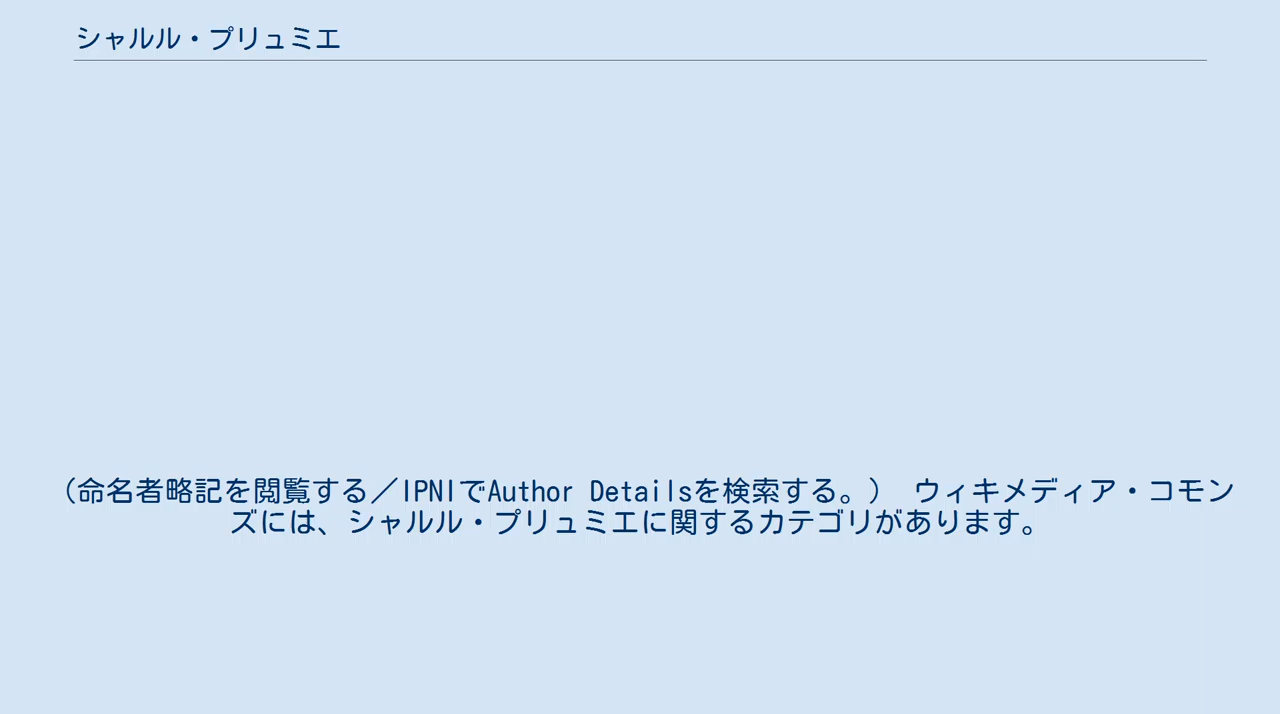 シャルル・プリュミエ
（命名者略記を閲覧する／IPNIでAuthor Detailsを検索する。）　ウィキメディア・コモン
ズには、シャルル・プリュミエに関するカテゴリがあります。